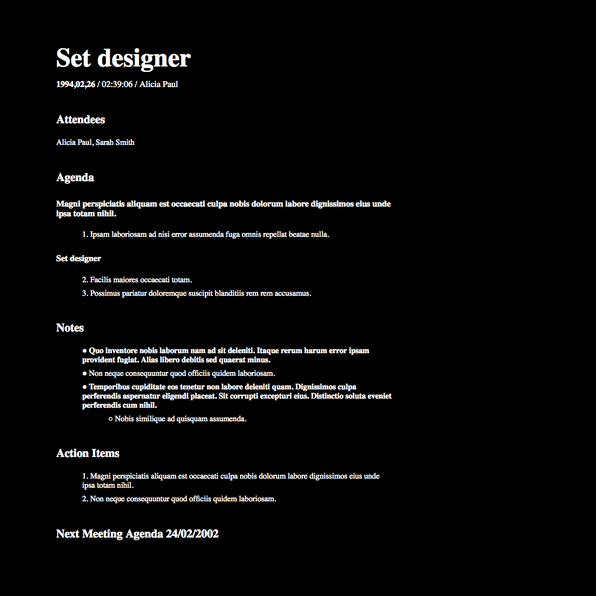 Set designer
1994,02,26 / 02:39:06 / Alicia Paul
Attendees
Alicia Paul, Sarah Smith
Agenda
Magni perspiciatis aliquam est occaecati culpa nobis dolorum labore dignissimos eius unde
ipsa totam nihil.
1. Ipsam laboriosam ad nisi error assumenda fuga omnis repellat beatae nulla.
Set designer
2. Facilis maiores occaecati totam.
3. Possimus pariatur doloremque suscipit blanditiis rem rem accusamus.
Notes
● Quo inventore nobis laborum nam ad sit deleniti. Itaque rerum harum error ipsam
provident fugiat. Alias libero debitis sed quaerat minus.
● Non neque consequuntur quod officiis quidem laboriosam.
● Temporibus cupiditate eos tenetur non labore deleniti quam. Dignissimos culpa
perferendis aspernatur eligendi placeat. Sit corrupti excepturi eius. Distinctio soluta eveniet
perferendis cum nihil.
○ Nobis similique ad quisquam assumenda.
Action Items
1. Magni perspiciatis aliquam est occaecati culpa nobis dolorum labore dignissimos eius unde
ipsa totam nihil.
2. Non neque consequuntur quod officiis quidem laboriosam.
Next Meeting Agenda 24/02/2002